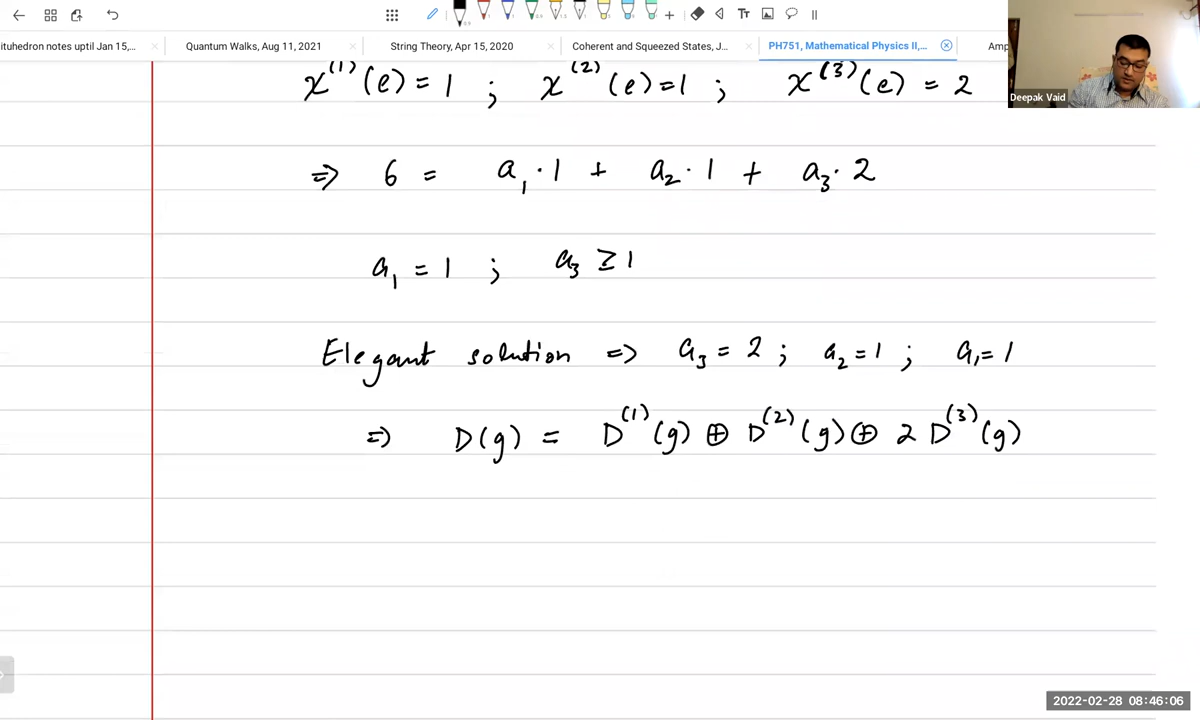 Tт
ituhedron notes uptil Jan 15,... × Quantum Walks, Aug 11, 2021 × String Theory, Apr 15, 2020 × Coherent and Squeezed States, J... × PH751, Mathematical Physics II,... Amp
χ⁽¹⁾(e) = 1 ; χ⁽²⁾(e) = 1 ; χ⁽³⁾(e) = 2
Deepak Vaid
⇒ 6 = a₁·1 + a₂·1 + a₃·2
a₁ = 1 ; a₃ ≥ 1
Elegant solution ⇒ a₃ = 2 ; a₂ = 1 ; a₁ = 1
⇒ D(g) = D⁽¹⁾(g) ⊕ D⁽²⁾(g) ⊕ 2 D⁽³⁾(g)
2022-02-28 08:46:06